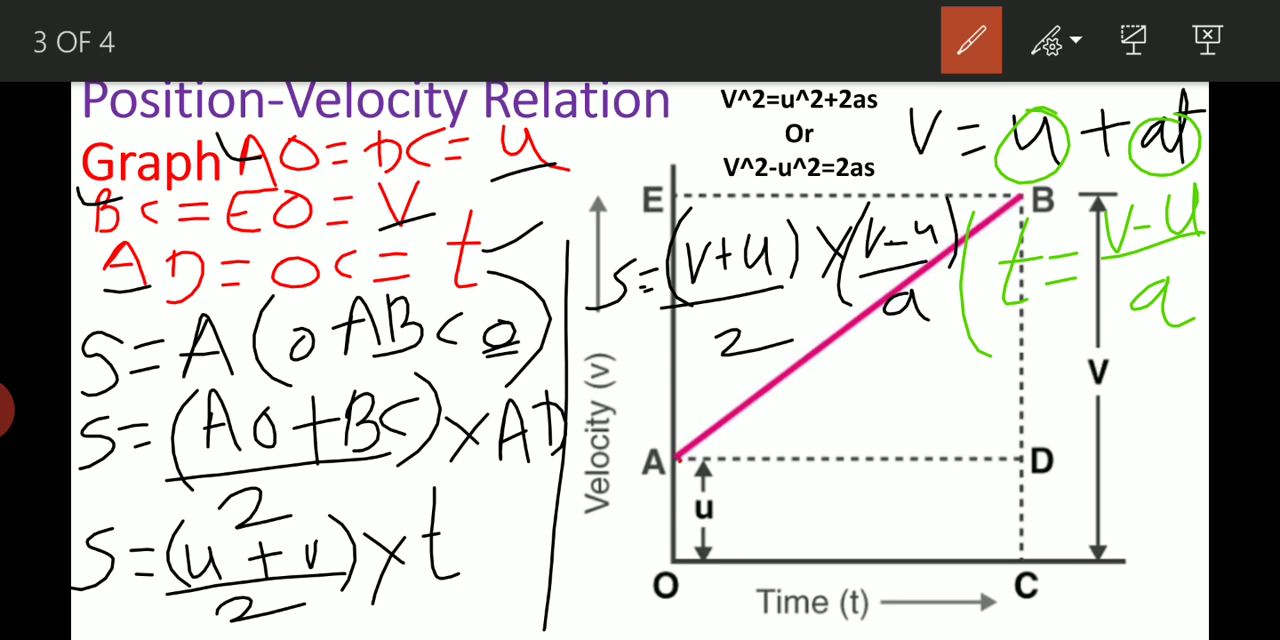 3 OF 4
Position-Velocity Relation
Graph
V^2=u^2+2as
Or
V^2-u^2=2as
V = u + at
AO = DC = u
BC = EO = V
AD = OC = t
S = A (OABCO)
S = (AO + BC) × AD
2
S = (u + v) × t
2
S = (v+u) × (v-u)
2 a
t = v-u
a
E
B
Velocity (v)
V
A
D
u
O
C
Time (t)